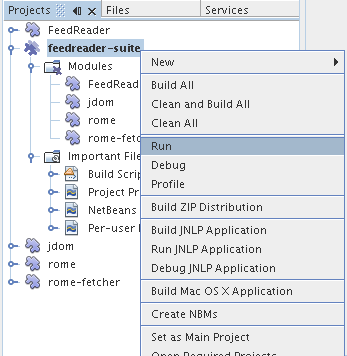 Projects
Files
Services
FeedReader
feedreader-suite
Modules
FeedRead
jdom
rome
rome-fetc
Important File
Build Scrip
Project Pr
NetBeans
Per-user
jdom
rome
rome-fetcher
New
Build All
Clean and Build All
Clean All
Run
Debug
Profile
Build ZIP Distribution
Build JNLP Application
Run JNLP Application
Debug JNLP Application
Build Mac OS X Application
Create NBMs
Set as Main Project
Open Required Projects